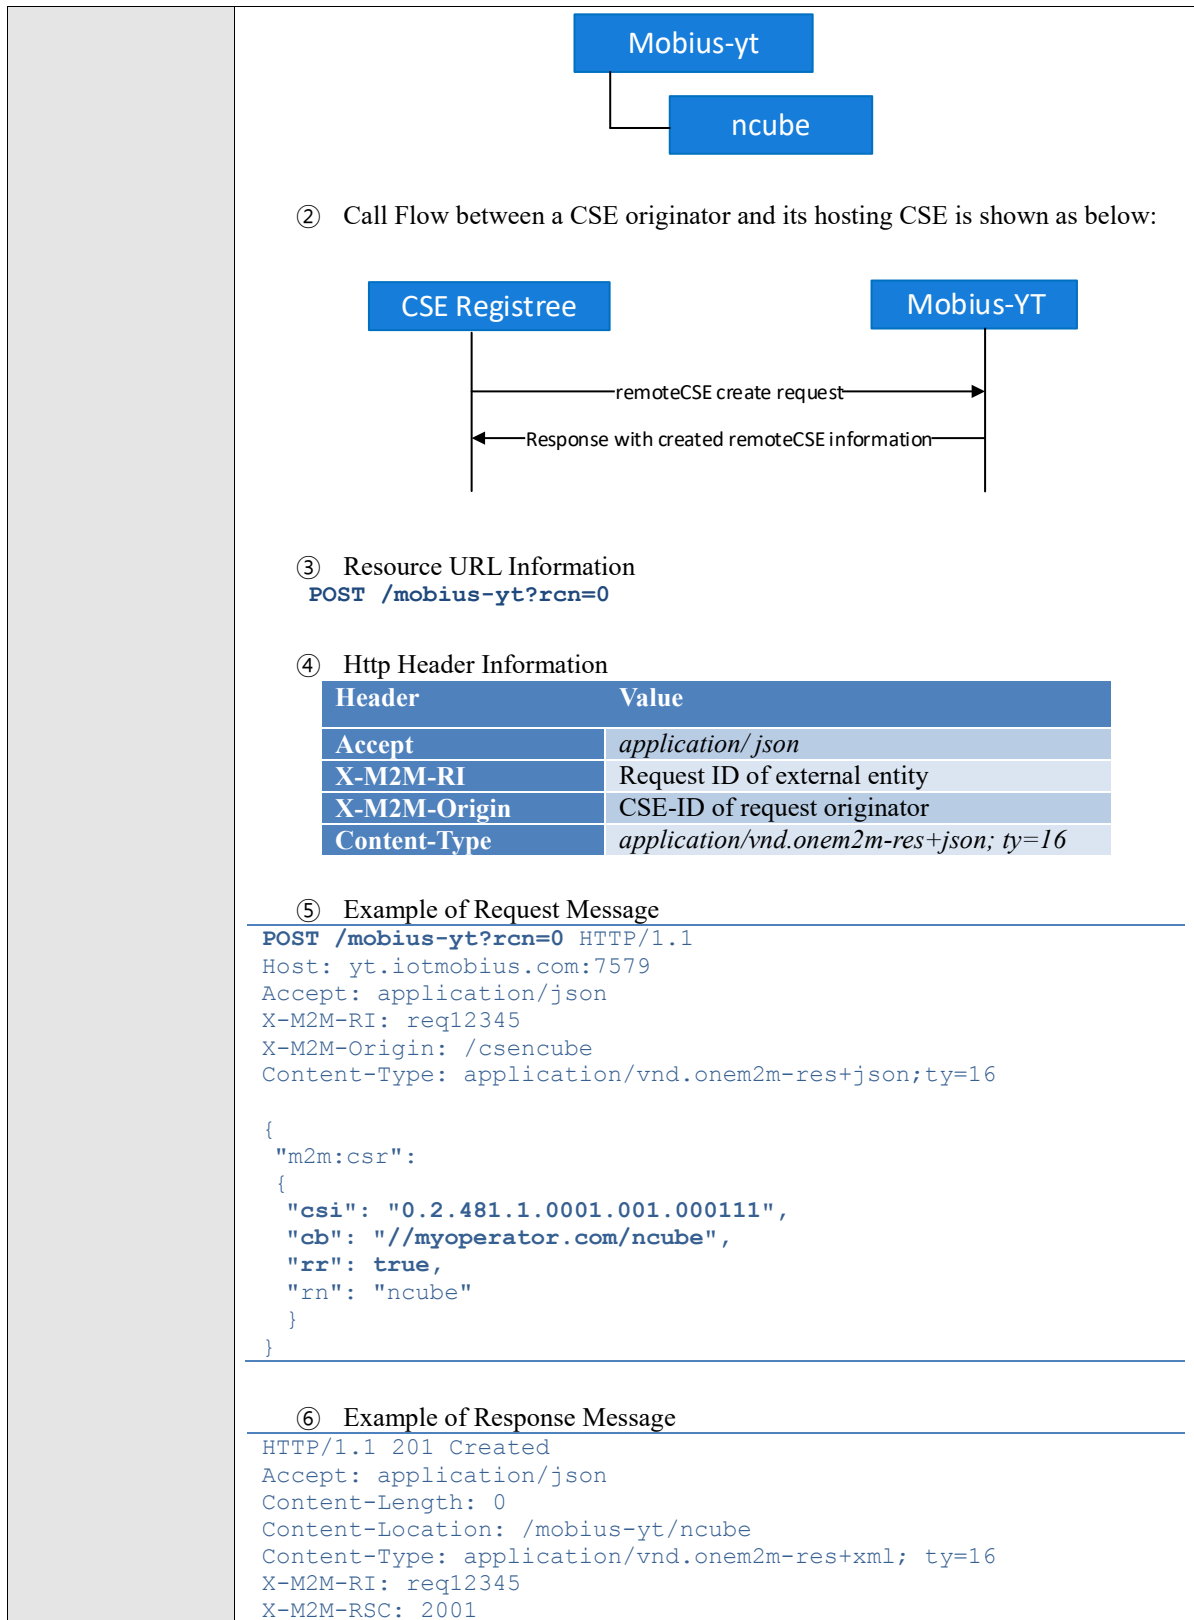 Mobius-yt
ncube
② Call Flow between a CSE originator and its hosting CSE is shown as below:
CSE Registree
Mobius-YT
remoteCSE create request
Response with created remoteCSE information
③ Resource URL Information
POST /mobius-yt?rcn=0
④ Http Header Information
Header Value
Accept application/ json
X-M2M-RI Request ID of external entity
X-M2M-Origin CSE-ID of request originator
Content-Type application/vnd.onem2m-res+json; ty=16
⑤ Example of Request Message
POST /mobius-yt?rcn=0 HTTP/1.1
Host: yt.iotmobius.com:7579
Accept: application/json
X-M2M-RI: req12345
X-M2M-Origin: /csencube
Content-Type: application/vnd.onem2m-res+json;ty=16
{
"m2m:csr":
{
"csi": "0.2.481.1.0001.001.000111",
"cb": "//myoperator.com/ncube",
"rr": true,
"rn": "ncube"
}
}
⑥ Example of Response Message
HTTP/1.1 201 Created
Accept: application/json
Content-Length: 0
Content-Location: /mobius-yt/ncube
Content-Type: application/vnd.onem2m-res+xml; ty=16
X-M2M-RI: req12345
X-M2M-RSC: 2001